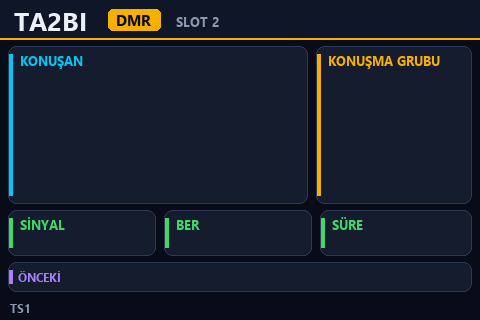 TA2BI DMR SLOT 2
KONUŞAN KONUŞMA GRUBU
SİNYAL BER SÜRE
ÖNCEKİ
TS1